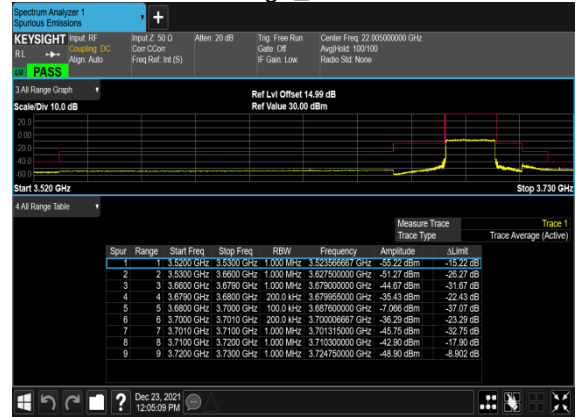 Spectrum Analyzer 1
Spurious Emissions
+
KEYSIGHT Input: RF Input Z: 50 Ω Atten: 20 dB Trig: Free Run Center Freq: 22.005000000 GHz
RL Coupling: DC Corr CCorr Gate: Off Avg|Hold: 100/100
Align: Auto Freq Ref: Int (S) IF Gain: Low Radio Std: None
PASS
3 All Range Graph
Ref Lvl Offset 14.99 dB
Scale/Div 10.0 dB Ref Value 30.00 dBm
20.0
0.00
-20.0
-40.0
-60.0
Start 3.520 GHz Stop 3.730 GHz
4 All Range Table
Measure Trace Trace 1
Trace Type Trace Average (Active)
Spur Range Start Freq Stop Freq RBW Frequency Amplitude ΔLimit
1 1 3.5200 GHz 3.5300 GHz 1.000 MHz 3.523566667 GHz -55.22 dBm -15.22 dB
2 2 3.5300 GHz 3.6600 GHz 1.000 MHz 3.627500000 GHz -51.27 dBm -26.27 dB
3 3 3.6600 GHz 3.6790 GHz 1.000 MHz 3.679000000 GHz -44.67 dBm -31.67 dB
4 4 3.6790 GHz 3.6800 GHz 200.0 kHz 3.679955000 GHz -35.43 dBm -22.43 dB
5 5 3.6800 GHz 3.7000 GHz 100.0 kHz 3.687600000 GHz -7.066 dBm -37.07 dB
6 6 3.7000 GHz 3.7010 GHz 200.0 kHz 3.700006667 GHz -36.29 dBm -23.29 dB
7 7 3.7010 GHz 3.7100 GHz 1.000 MHz 3.701315000 GHz -45.75 dBm -32.75 dB
8 8 3.7100 GHz 3.7200 GHz 1.000 MHz 3.710300000 GHz -42.90 dBm -17.90 dB
9 9 3.7200 GHz 3.7300 GHz 1.000 MHz 3.724750000 GHz -48.90 dBm -8.902 dB
? Dec 23, 2021
12:05:09 PM